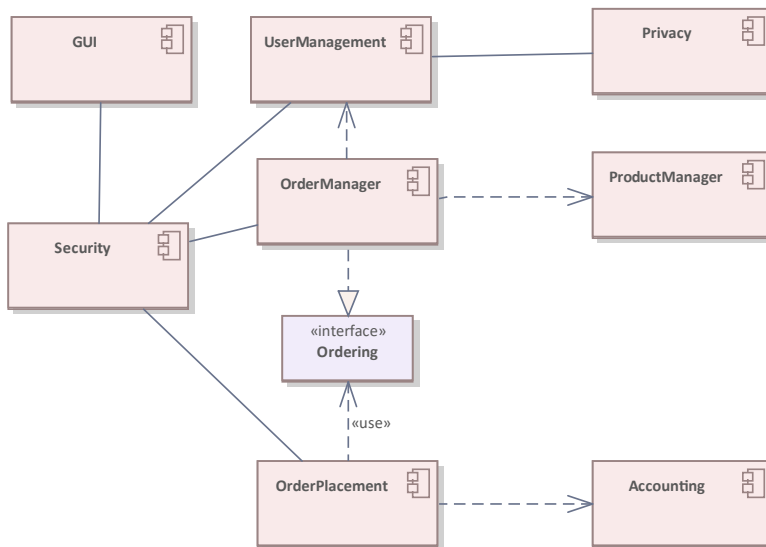 GUI
UserManagement
Privacy
OrderManager
ProductManager
Security
«interface»
Ordering
«use»
OrderPlacement
Accounting